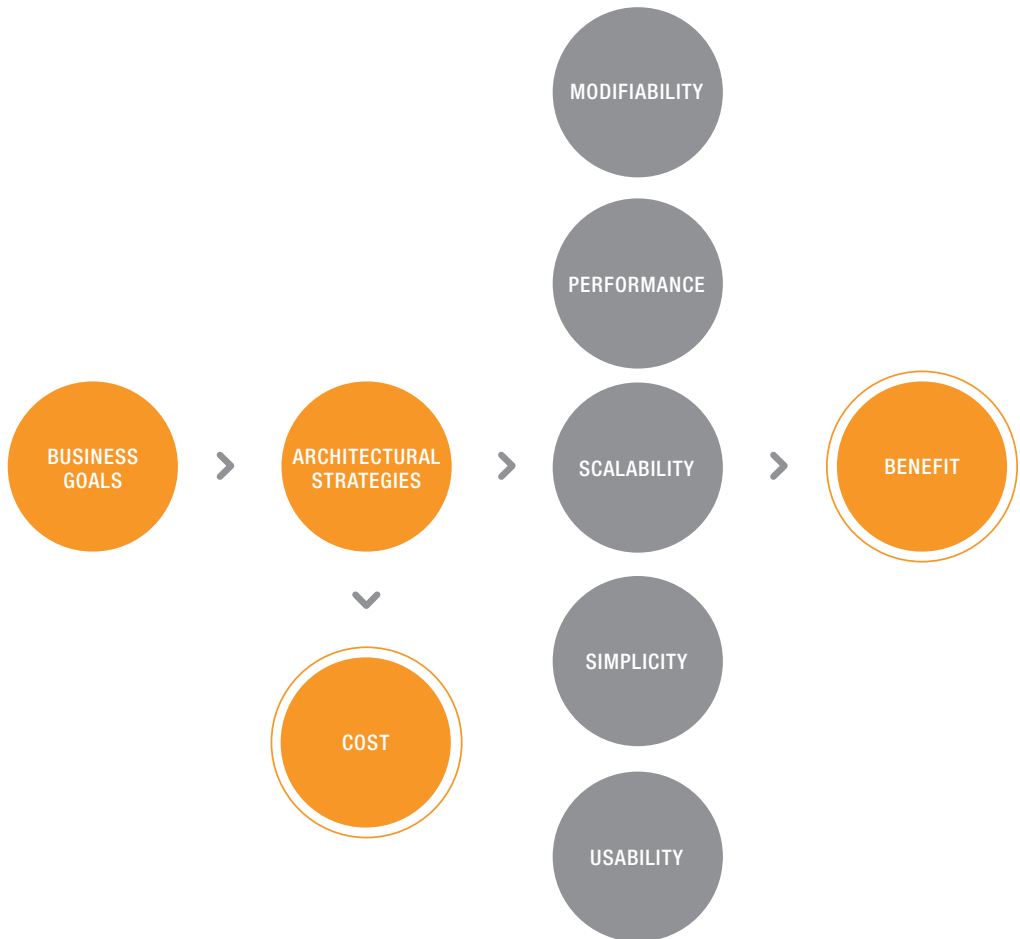 MODIFIABILITY
PERFORMANCE
BUSINESS
GOALS
ARCHITECTURAL
STRATEGIES
SCALABILITY
BENEFIT
SIMPLICITY
COST
USABILITY